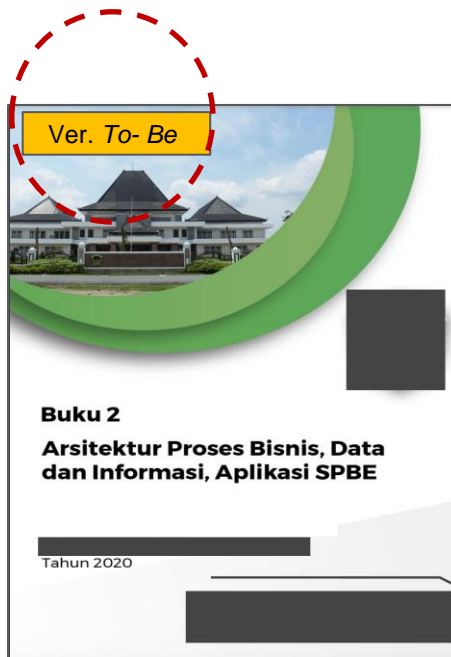 Ver. To- Be
Buku 2
Arsitektur Proses Bisnis, Data
dan Informasi, Aplikasi SPBE
Tahun 2020